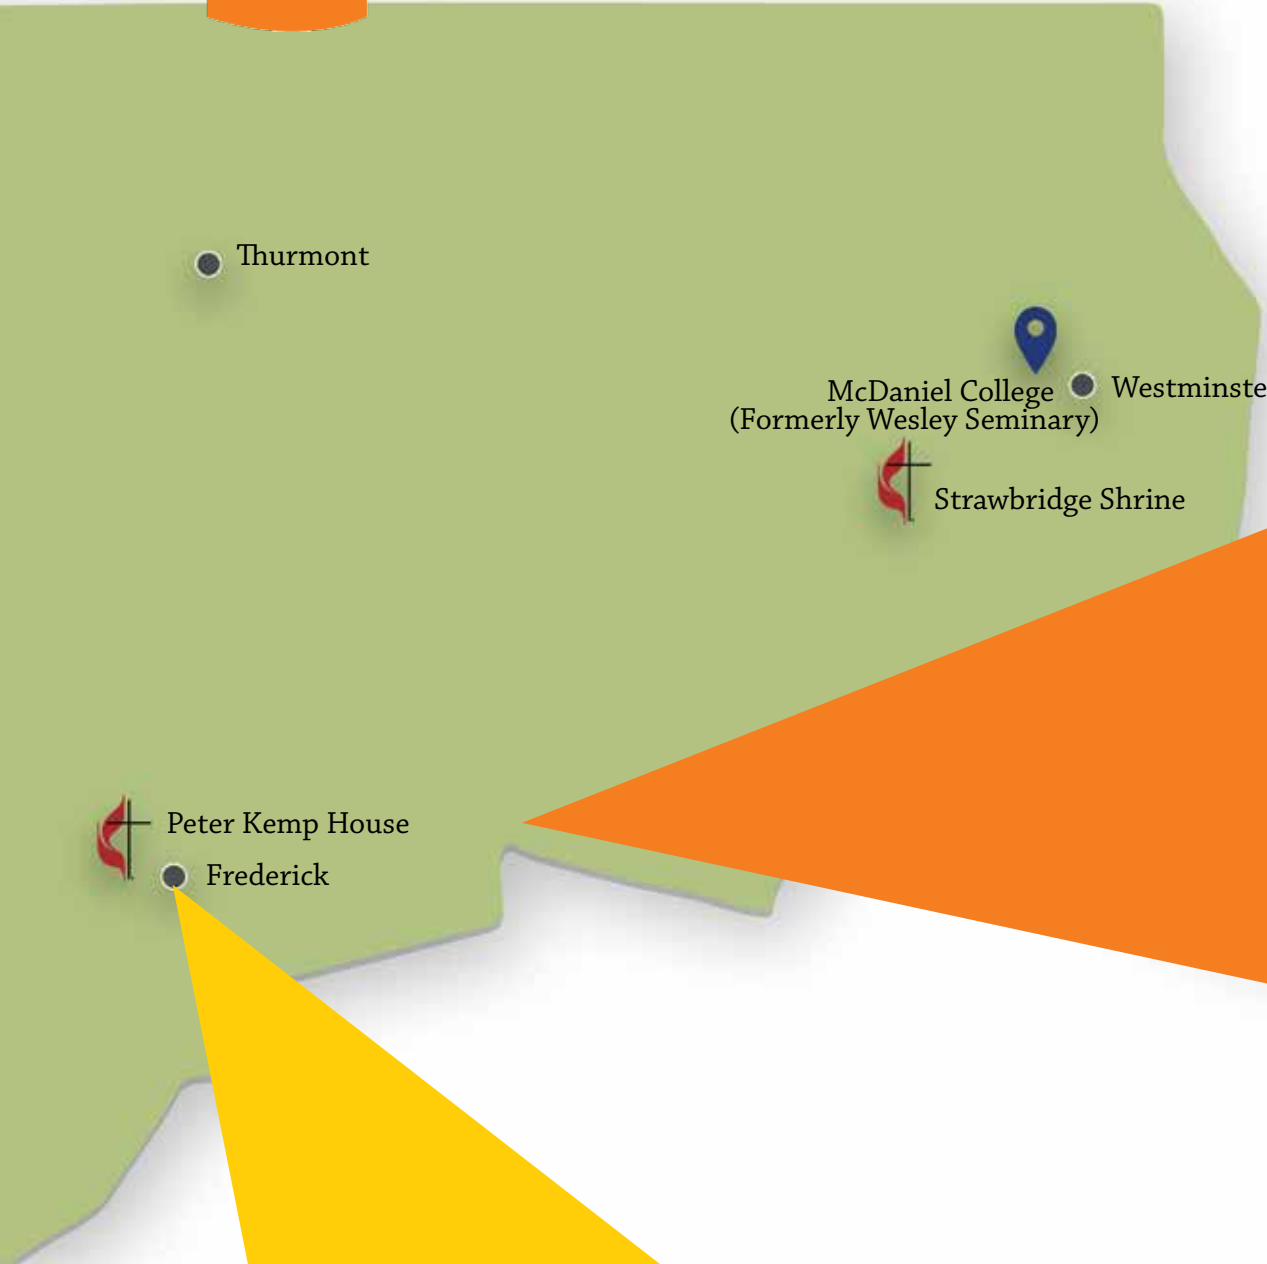 Thurmont
McDaniel College
Westminste
(Formerly Wesley Seminary)
Strawbridge Shrine
Peter Kemp House
Frederick